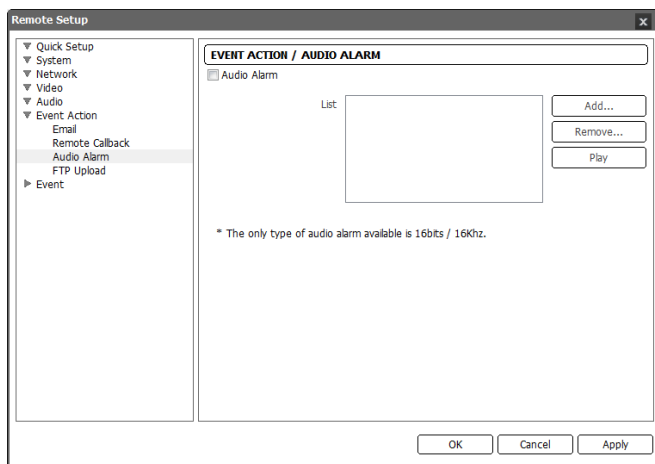 Remote Setup
x
Quick Setup
System
Network
Video
Audio
Event Action
Email
Remote Callback
Audio Alarm
FTP Upload
Event
EVENT ACTION / AUDIO ALARM
Audio Alarm
List
Add...
Remove...
Play
* The only type of audio alarm available is 16bits / 16Khz.
OK
Cancel
Apply